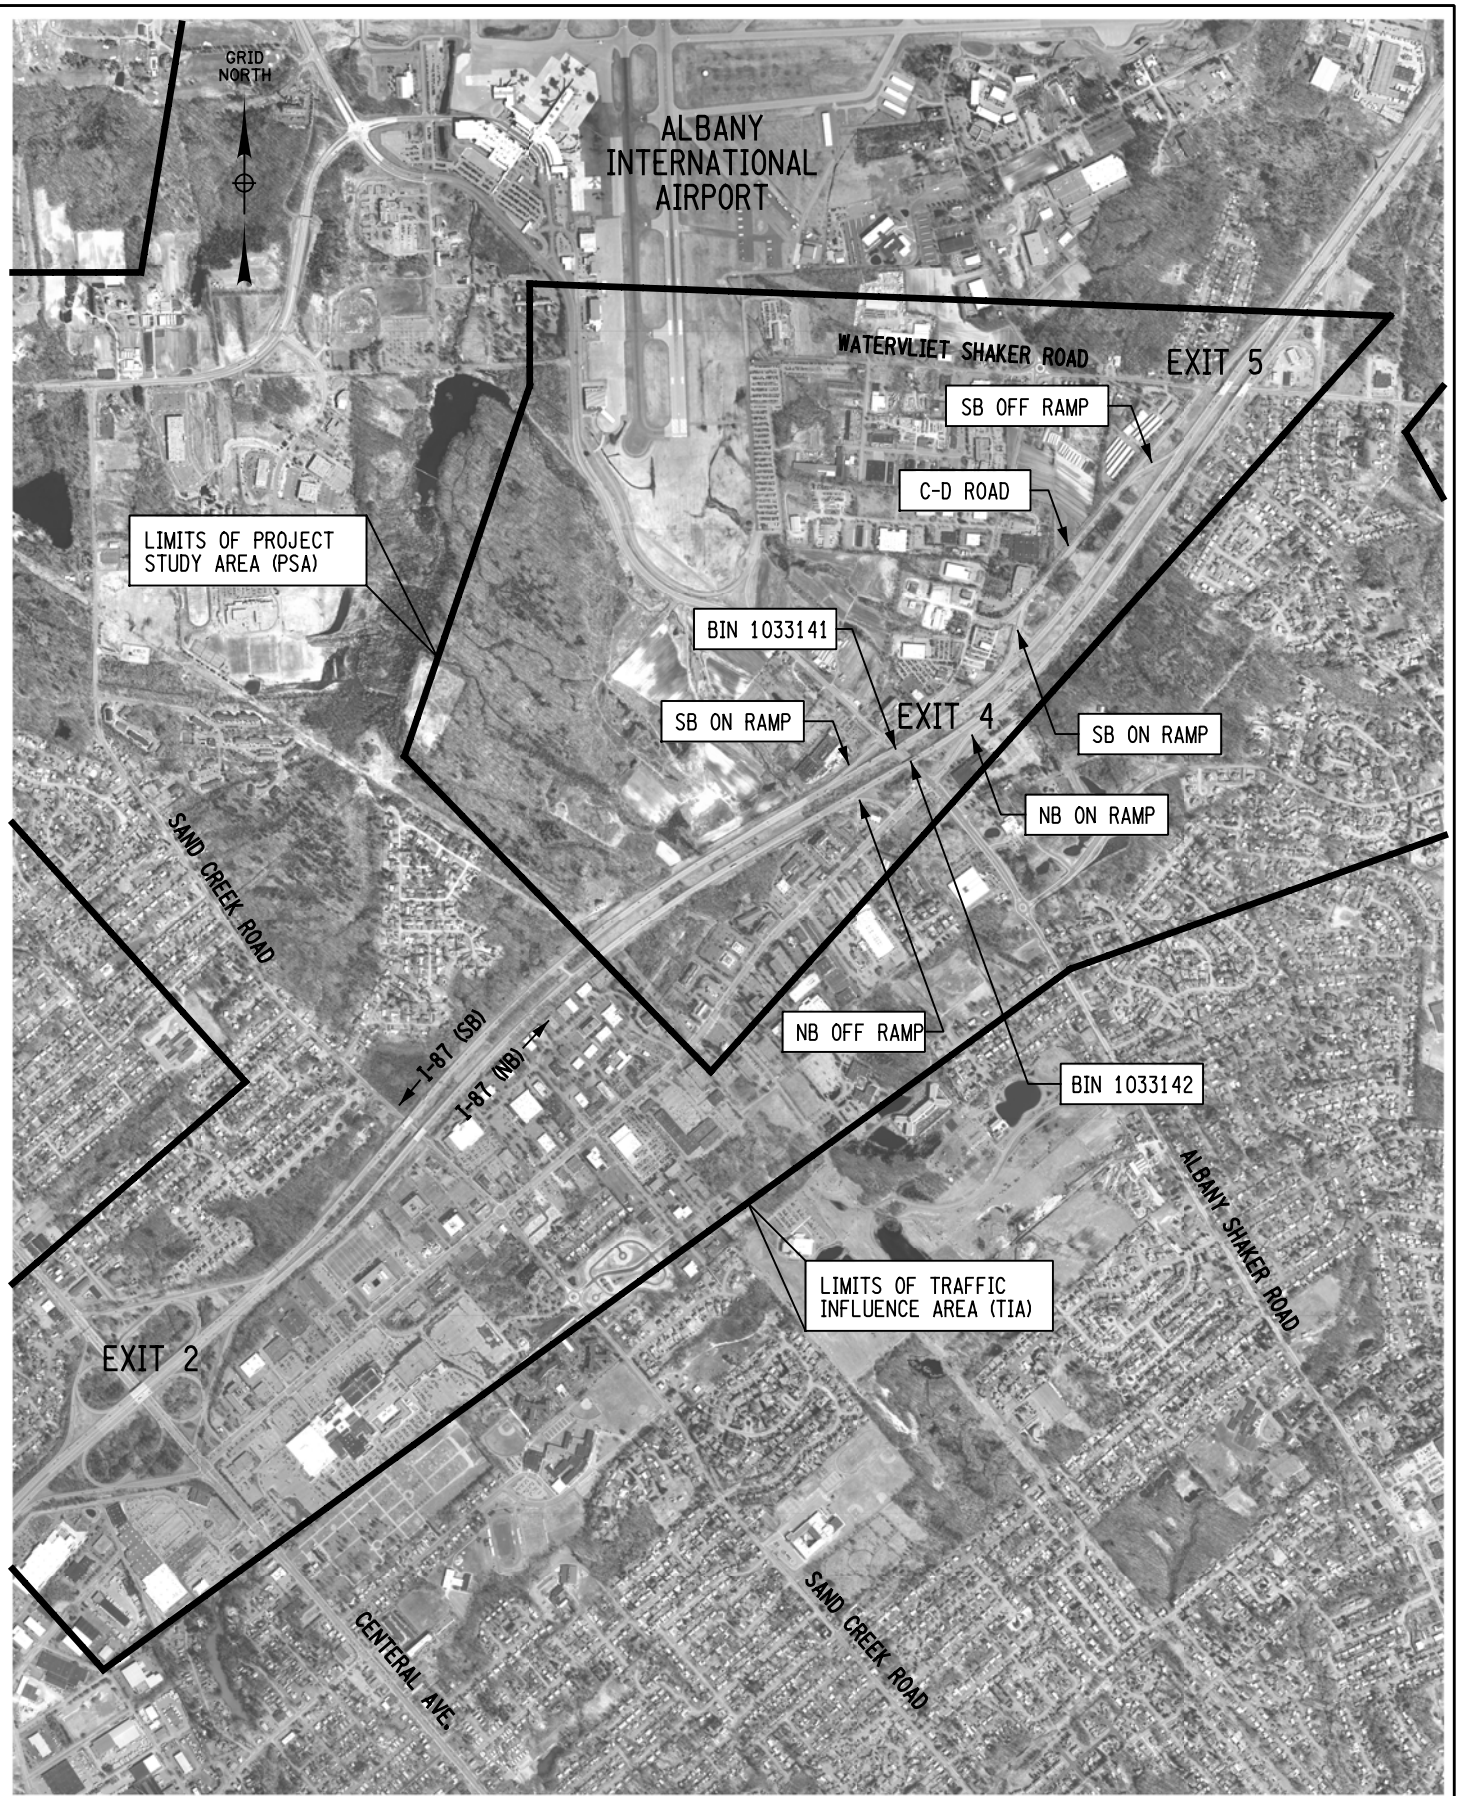 GRID
NORTH
ALBANY
INTERNATIONAL
AIRPORT
WATERVLIET SHAKER ROAD
EXIT 5
SB OFF RAMP
C-D ROAD
LIMITS OF PROJECT
STUDY AREA (PSA)
BIN 1033141
SB ON RAMP
EXIT 4
SB ON RAMP
NB ON RAMP
SAND CREEK ROAD
I-87 (SB)
I-87 (NB)
NB OFF RAMP
BIN 1033142
ALBANY SHAKER ROAD
LIMITS OF TRAFFIC
INFLUENCE AREA (TIA)
EXIT 2
SAND CREEK ROAD
CENTERAL AVE.